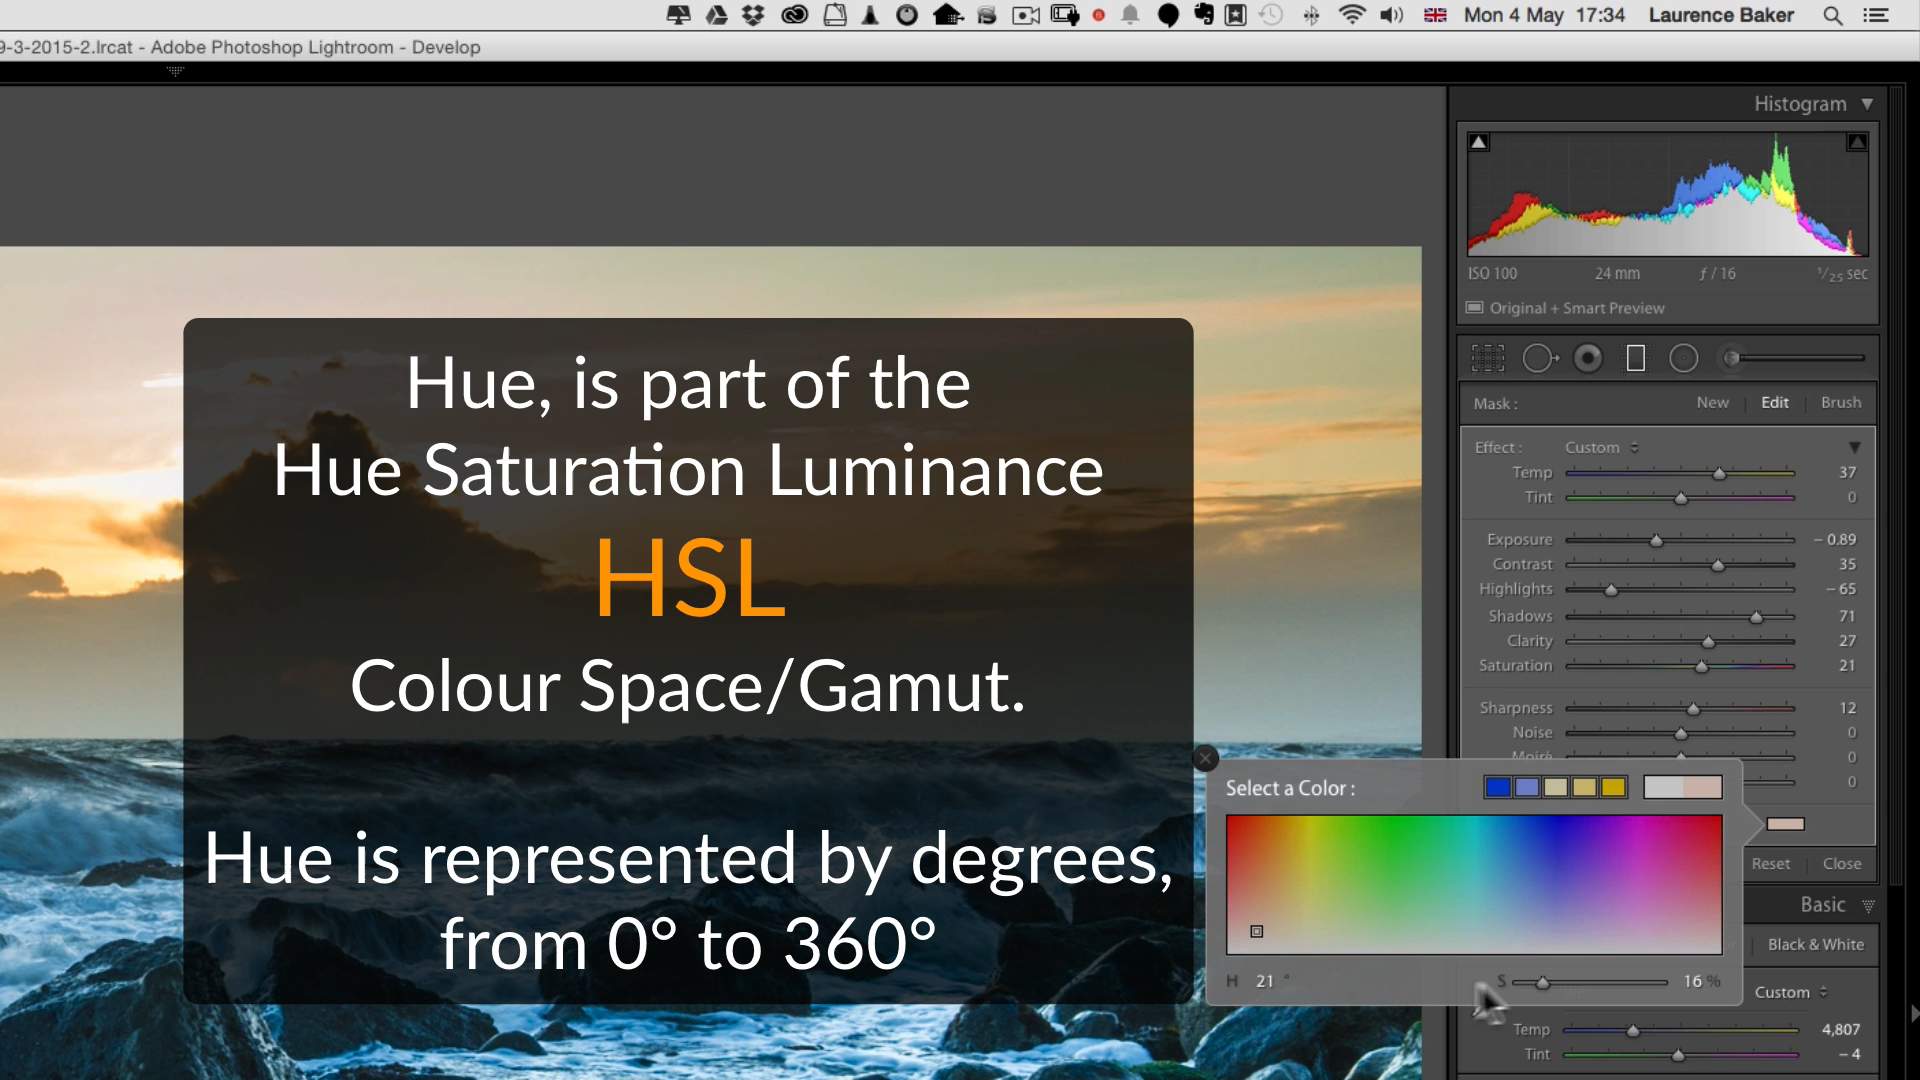 Mon 4 May 17:34 Laurence Baker
9-3-2015-2.lrcat - Adobe Photoshop Lightroom - Develop
Histogram
ISO 100 24 mm ƒ / 16 1/25 sec
Original + Smart Preview
Mask : New Edit Brush
Effect : Custom
Temp 37
Tint 0
Exposure – 0.89
Contrast 35
Highlights – 65
Shadows 71
Clarity 27
Saturation 21
Sharpness 12
Noise 0
Moiré 0
0
Reset Close
Basic
Black & White
Custom
Temp 4,807
Tint – 4
Select a Color :
H 21 °
S 16 %
Hue, is part of the
Hue Saturation Luminance
HSL
Colour Space/Gamut.
Hue is represented by degrees,
from 0° to 360°